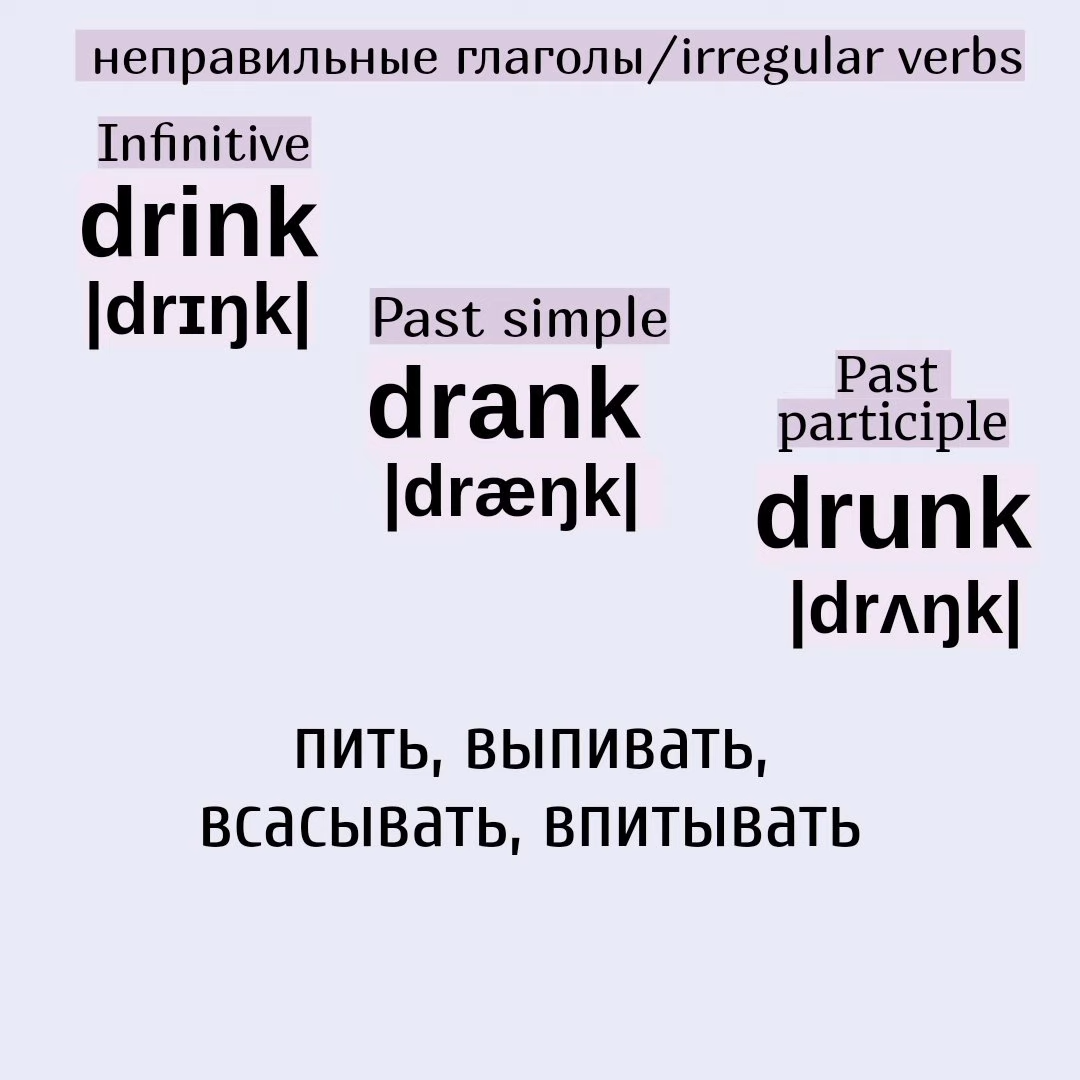 неправильные глаголы/irregular verbs
Infinitive
drink
|drɪŋk|
Past simple
drank
|dræŋk|
Past
participle
drunk
|drʌŋk|
пить, выпивать,
всасывать, впитывать